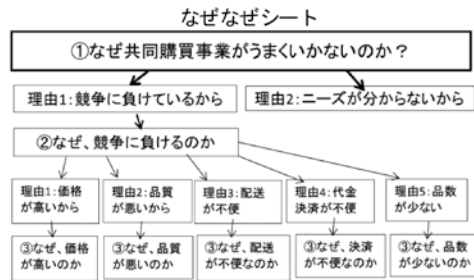 なぜなぜシート
①なぜ共同購買事業がうまくいかないのか？
理由1：競争に負けているから
理由2：ニーズが分からないから
②なぜ、競争に負けるのか
理由1：価格
が高いから
理由2：品質
が悪いから
理由3：配送
が不便
理由4：代金
決済が不便
理由5：品数
が少ない
③なぜ、価格
が高いのか
③なぜ、品質
が悪いのか
③なぜ、配送
が不便なのか
③なぜ、決済
が不便なのか
③なぜ、品数
が少ないのか